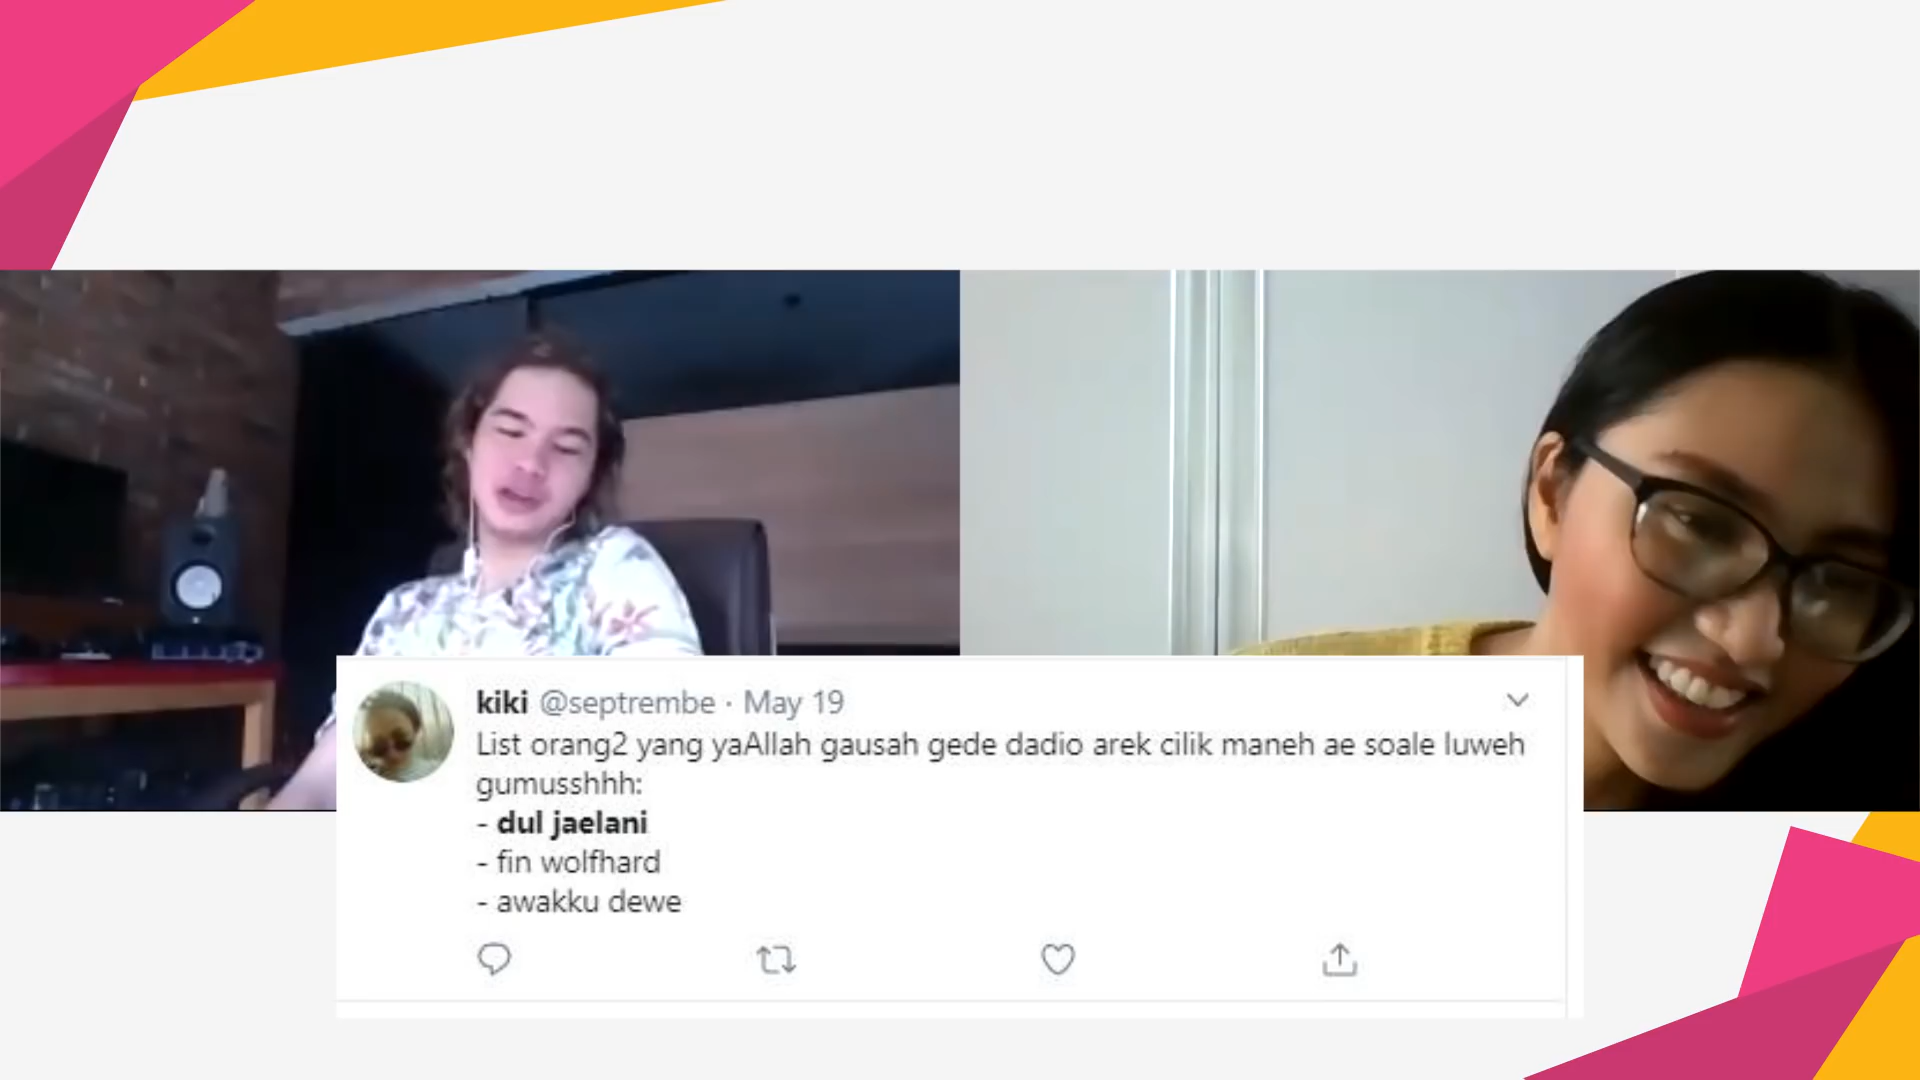 kiki @septrembe · May 19
List orang2 yang yaAllah gausah gede dadio arek cilik maneh ae soale luweh
gumusshhh:
- dul jaelani
- fin wolfhard
- awakku dewe